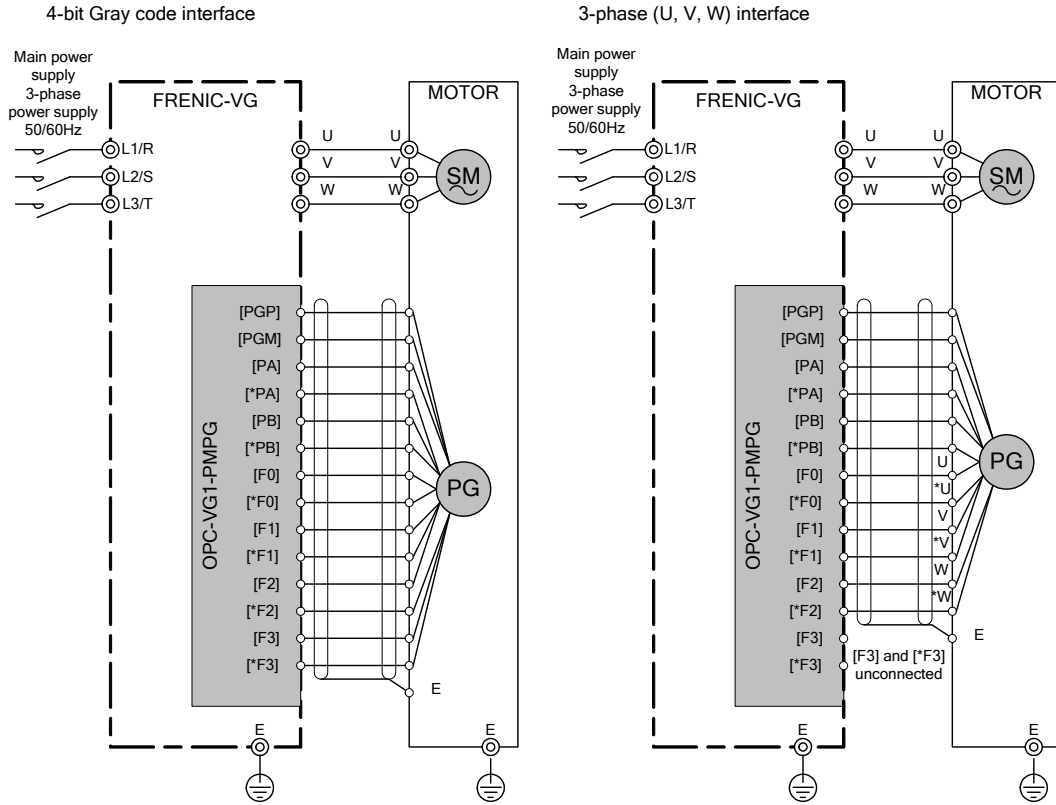 4-bit Gray code interface
Main power
supply
3-phase
power supply
50/60Hz
FRENIC-VG
MOTOR
L1/R
L2/S
L3/T
U
U
V
V
W
W
SM
OPC-VG1-PMPG
[PGP]
[PGM]
[PA]
[*PA]
[PB]
[*PB]
[F0]
[*F0]
[F1]
[*F1]
[F2]
[*F2]
[F3]
[*F3]
PG
E
E
E
3-phase (U, V, W) interface
Main power
supply
3-phase
power supply
50/60Hz
FRENIC-VG
MOTOR
L1/R
L2/S
L3/T
U
U
V
V
W
W
SM
OPC-VG1-PMPG
[PGP]
[PGM]
[PA]
[*PA]
[PB]
[*PB]
[F0]
[*F0]
[F1]
[*F1]
[F2]
[*F2]
[F3]
[*F3]
U
*U
V
*V
W
*W
PG
E
[F3] and [*F3]
unconnected
E
E